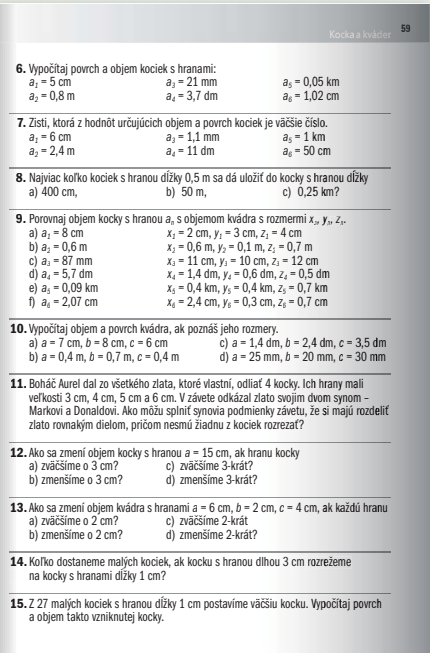 Kocka a kváder 59
6. Vypočítaj povrch a objem kociek s hranami:
a₁ = 5 cm a₃ = 21 mm a₅ = 0,05 km
a₂ = 0,8 m a₄ = 3,7 dm a₆ = 1,02 cm
7. Zisti, ktorá z hodnôt určujúcich objem a povrch kociek je väčšie číslo.
a₁ = 6 cm a₃ = 1,1 mm a₅ = 1 km
a₂ = 2,4 m a₄ = 11 dm a₆ = 50 cm
8. Najviac koľko kociek s hranou dĺžky 0,5 m sa dá uložiť do kocky s hranou dĺžky
a) 400 cm, b) 50 m, c) 0,25 km?
9. Porovnaj objem kocky s hranou aₙ s objemom kvádra s rozmermi xₙ, yₙ, zₙ.
a) a₁ = 8 cm x₁ = 2 cm, y₁ = 3 cm, z₁ = 4 cm
b) a₂ = 0,6 m x₂ = 0,6 m, y₂ = 0,1 m, z₂ = 0,7 m
c) a₃ = 87 mm x₃ = 11 cm, y₃ = 10 cm, z₃ = 12 cm
d) a₄ = 5,7 dm x₄ = 1,4 dm, y₄ = 0,6 dm, z₄ = 0,5 dm
e) a₅ = 0,09 km x₅ = 0,4 km, y₅ = 0,4 km, z₅ = 0,7 km
f) a₆ = 2,07 cm x₆ = 2,4 cm, y₆ = 0,3 cm, z₆ = 0,7 cm
10. Vypočítaj objem a povrch kvádra, ak poznáš jeho rozmery.
a) a = 7 cm, b = 8 cm, c = 6 cm c) a = 1,4 dm, b = 2,4 dm, c = 3,5 dm
b) a = 0,4 m, b = 0,7 m, c = 0,4 m d) a = 25 mm, b = 20 mm, c = 30 mm
11. Boháč Aurel dal zo všetkého zlata, ktoré vlastní, odliať 4 kocky. Ich hrany mali
veľkosti 3 cm, 4 cm, 5 cm a 6 cm. V závete odkázal zlato svojim dvom synom –
Markovi a Donaldovi. Ako môžu splniť synovia podmienky závetu, že si majú rozdeliť
zlato rovnakým dielom, pričom nesmú žiadnu z kociek rozrezať?
12. Ako sa zmení objem kocky s hranou a = 15 cm, ak hranu kocky
a) zväčšíme o 3 cm? c) zväčšíme 3-krát?
b) zmenšíme o 3 cm? d) zmenšíme 3-krát?
13. Ako sa zmení objem kvádra s hranami a = 6 cm, b = 2 cm, c = 4 cm, ak každú hranu
a) zväčšíme o 2 cm? c) zväčšíme 2-krát
b) zmenšíme o 2 cm? d) zmenšíme 2-krát?
14. Koľko dostaneme malých kociek, ak kocku s hranou dlhou 3 cm rozrežeme
na kocky s hranami dĺžky 1 cm?
15. Z 27 malých kociek s hranou dĺžky 1 cm postavíme väčšiu kocku. Vypočítaj povrch
a objem takto vzniknutej kocky.